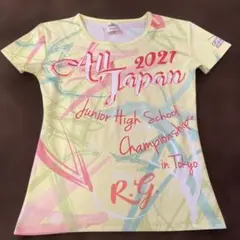 All 2021
Japan
Junior High School
Championships
in Tokyo
R.G.